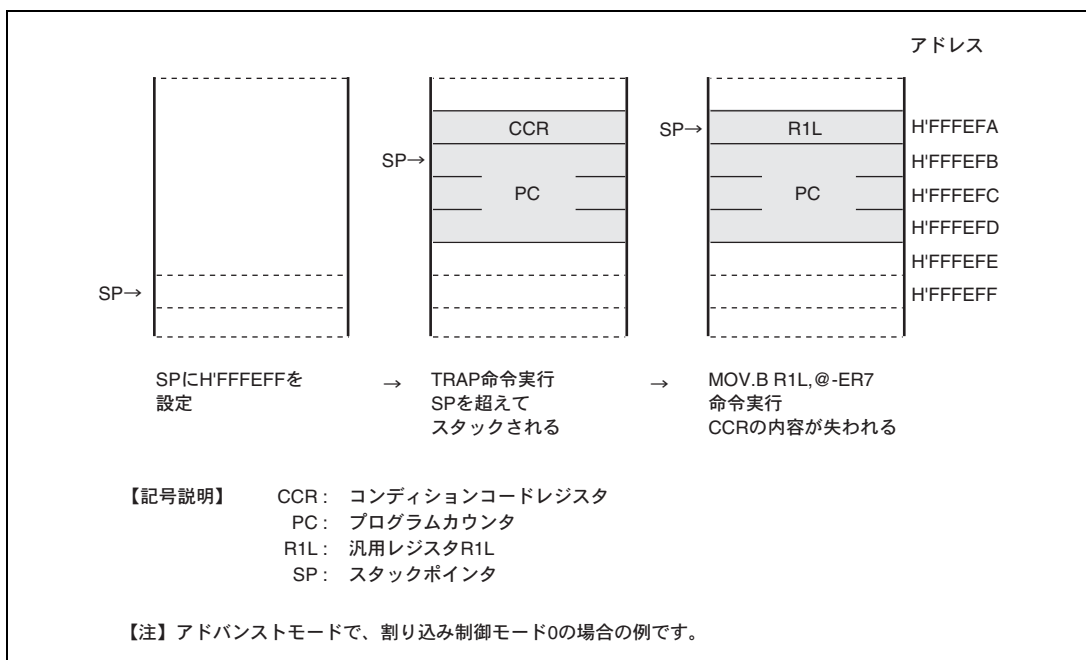 アドレス
CCR
SP→
R1L
H'FFFEFA
SP→
H'FFFEFB
PC
PC
H'FFFEFC
H'FFFEFD
H'FFFEFE
SP→
H'FFFEFF
SPにH'FFFEFFを
設定
→
TRAP命令実行
SPを超えて
スタックされる
→
MOV.B R1L,@-ER7
命令実行
CCRの内容が失われる
【記号説明】 CCR : コンディションコードレジスタ
PC : プログラムカウンタ
R1L : 汎用レジスタR1L
SP : スタックポインタ
【注】アドバンストモードで、割り込み制御モード0の場合の例です。